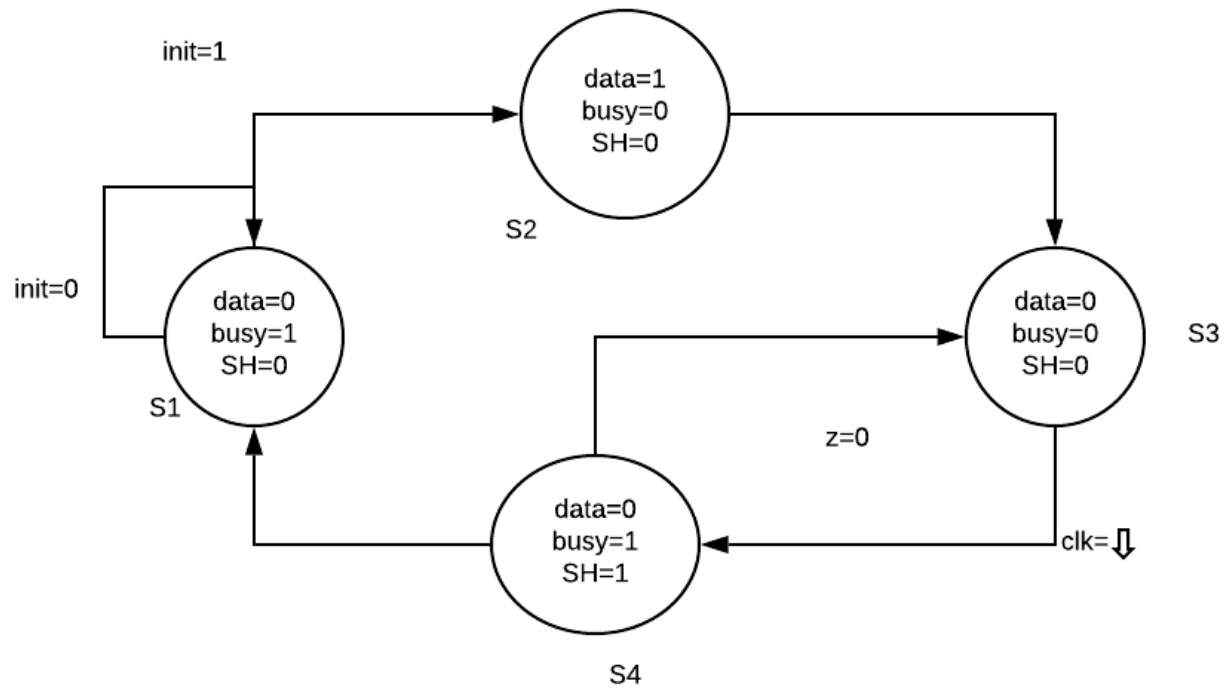 init=1
data=1
busy=0
SH=0
S2
init=0
data=0
busy=1
SH=0
S1
data=0
busy=0
SH=0
S3
z=0
data=0
busy=1
SH=1
clk=⇩
S4